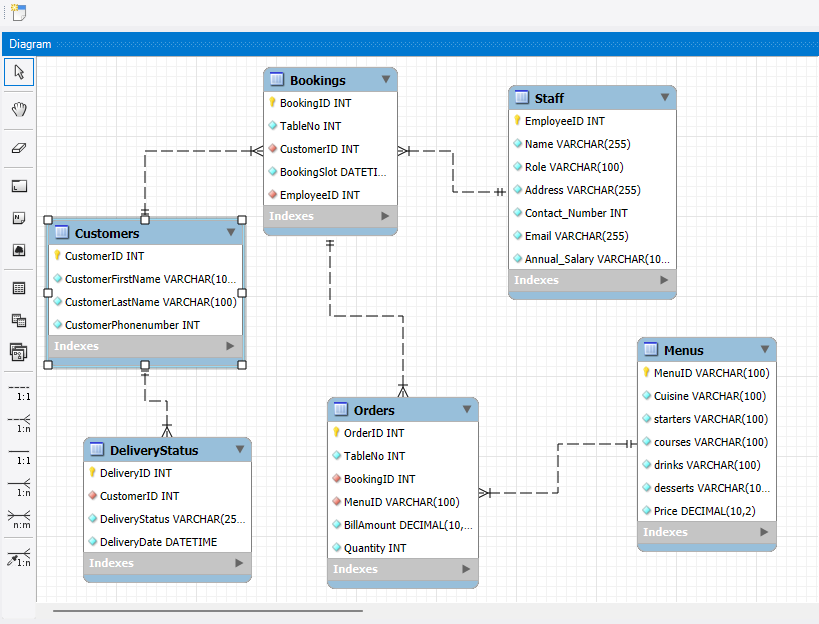 Diagram
Bookings
BookingID INT
TableNo INT
CustomerID INT
BookingSlot DATETI...
EmployeeID INT
Indexes
Staff
EmployeeID INT
Name VARCHAR(255)
Role VARCHAR(100)
Address VARCHAR(255)
Contact_Number INT
Email VARCHAR(255)
Annual_Salary VARCHAR(10...
Indexes
Customers
CustomerID INT
CustomerFirstName VARCHAR(10...
CustomerLastName VARCHAR(100)
CustomerPhonenumber INT
Indexes
Menus
MenuID VARCHAR(100)
Cuisine VARCHAR(100)
starters VARCHAR(100)
courses VARCHAR(100)
drinks VARCHAR(100)
desserts VARCHAR(10...
Price DECIMAL(10,2)
Indexes
Orders
OrderID INT
TableNo INT
BookingID INT
MenuID VARCHAR(100)
BillAmount DECIMAL(10,...
Quantity INT
Indexes
DeliveryStatus
DeliveryID INT
CustomerID INT
DeliveryStatus VARCHAR(25...
DeliveryDate DATETIME
Indexes
1:1
1:n
1:1
1:n
n:m
1:n